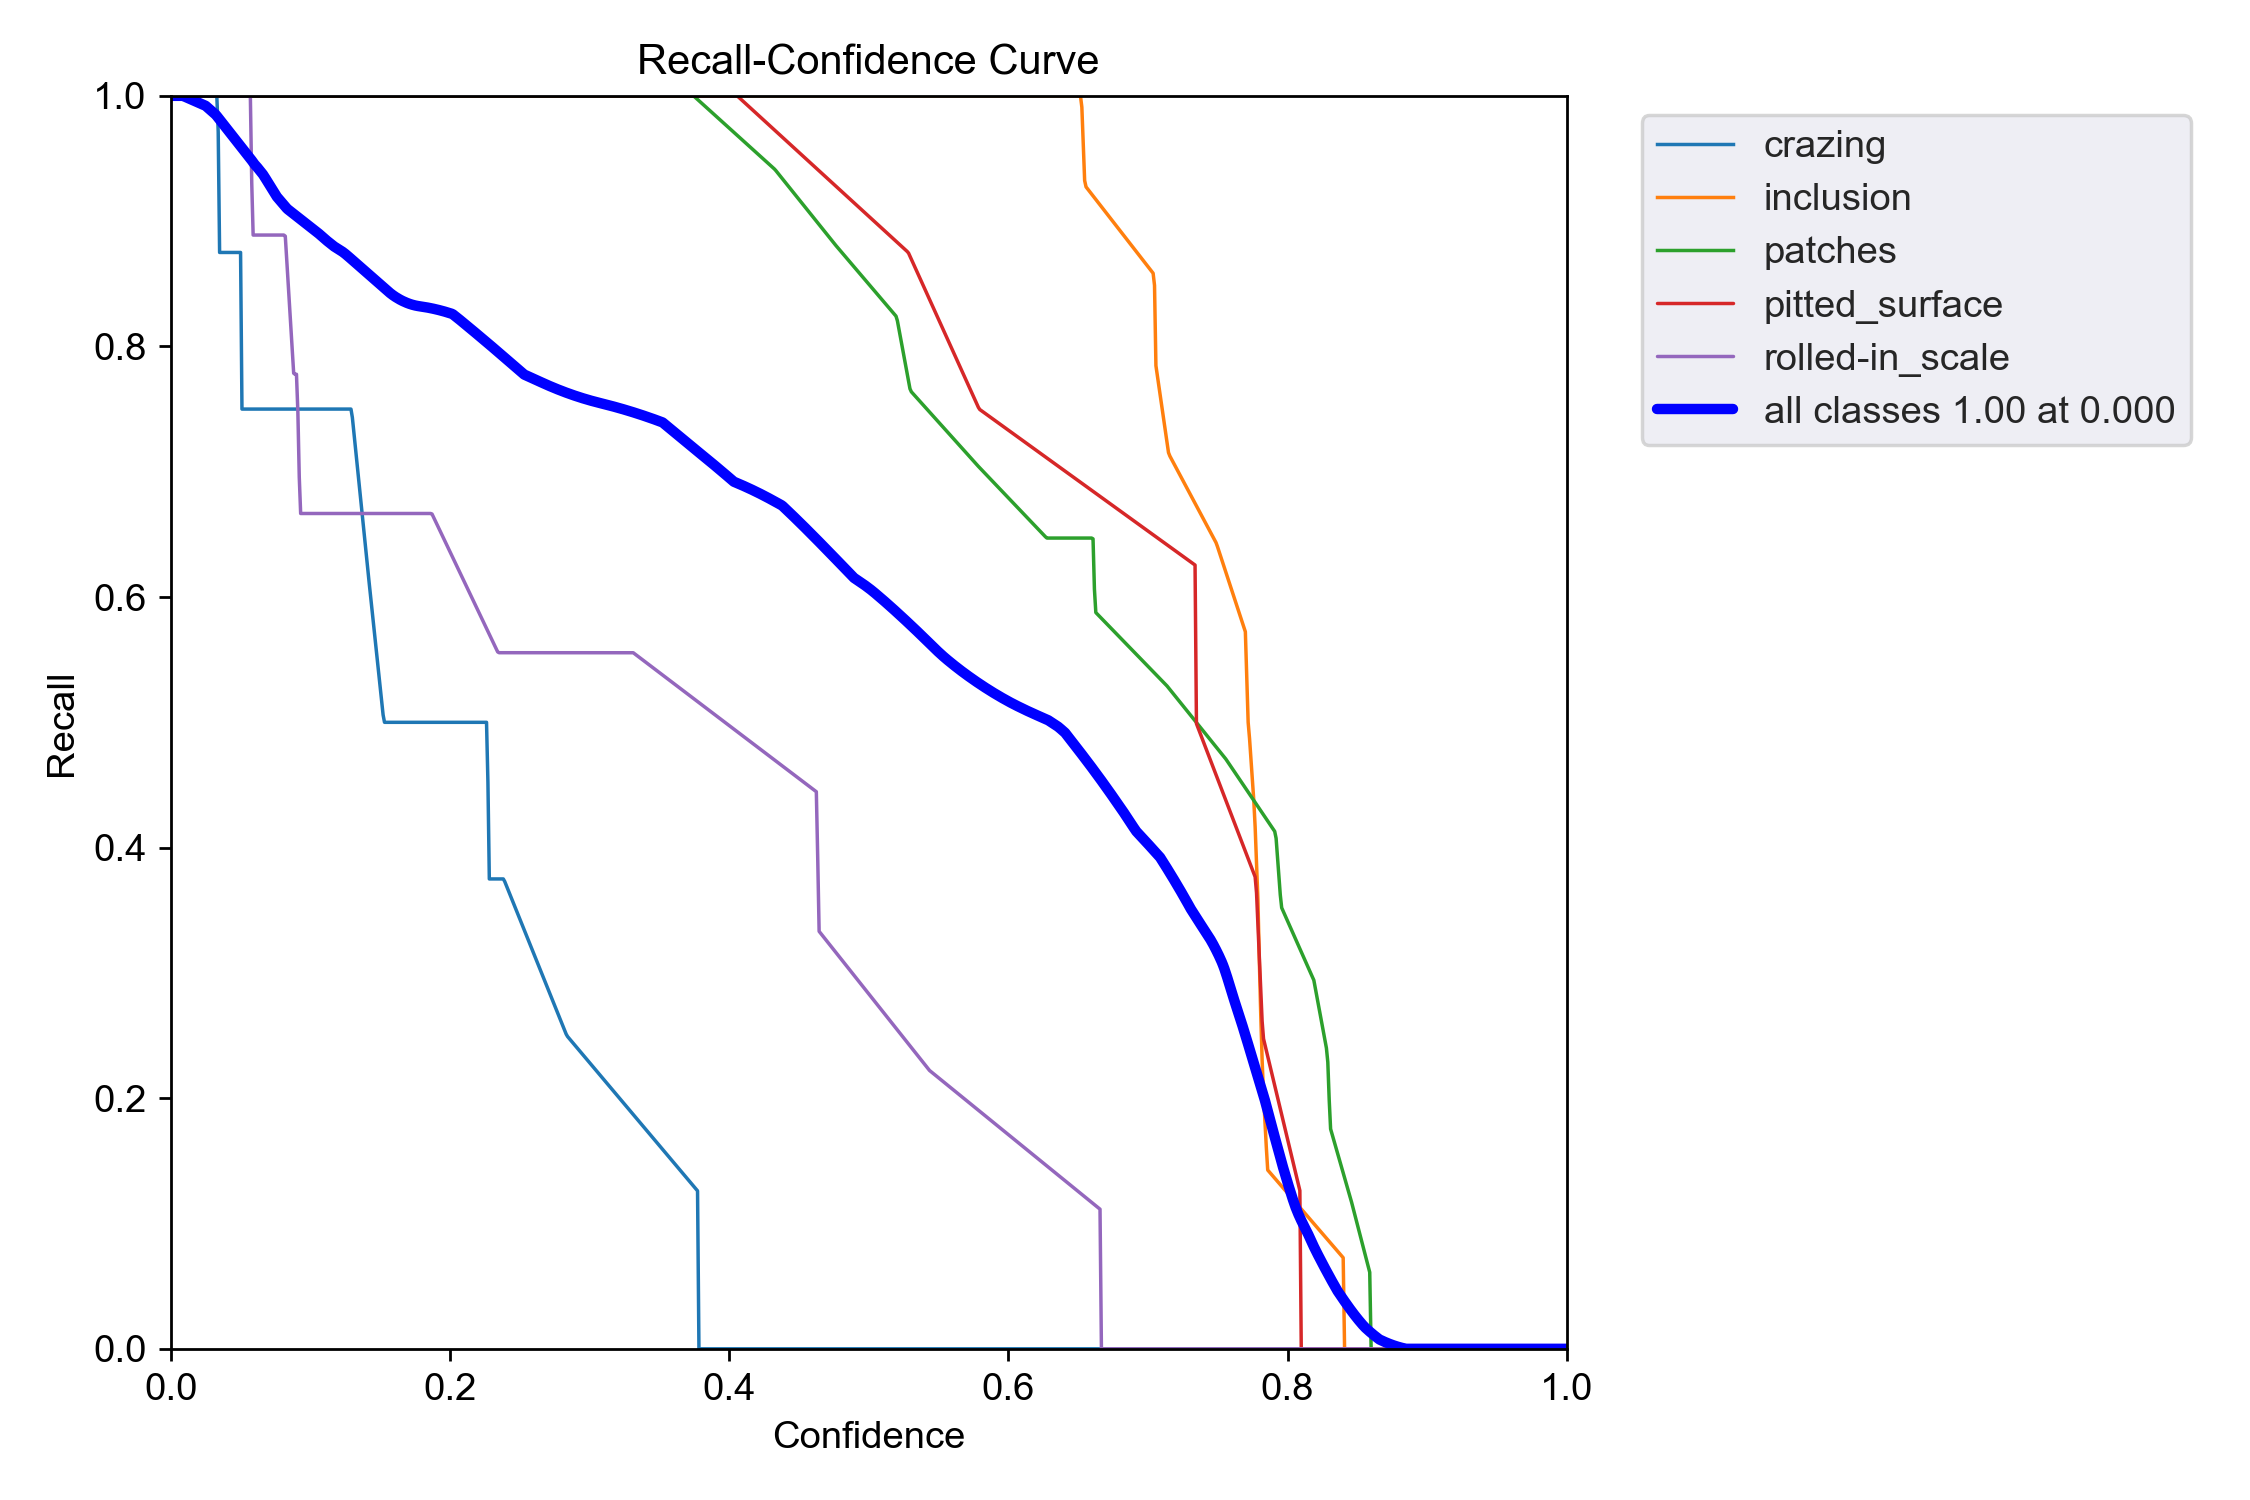 Recall-Confidence Curve
1.0
0.8
0.6
0.4
0.2
0.0
Recall
0.0 0.2 0.4 0.6 0.8 1.0
Confidence
crazing
inclusion
patches
pitted_surface
rolled-in_scale
all classes 1.00 at 0.000